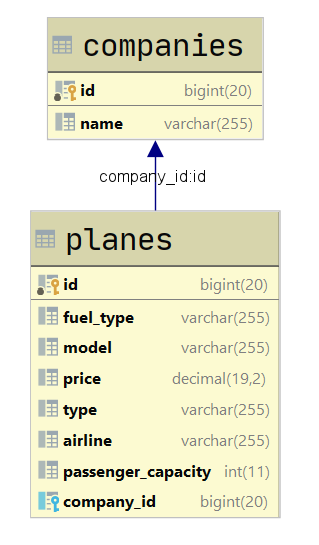 companies
id bigint(20)
name varchar(255)
company_id:id
planes
id bigint(20)
fuel_type varchar(255)
model varchar(255)
price decimal(19,2)
type varchar(255)
airline varchar(255)
passenger_capacity int(11)
company_id bigint(20)